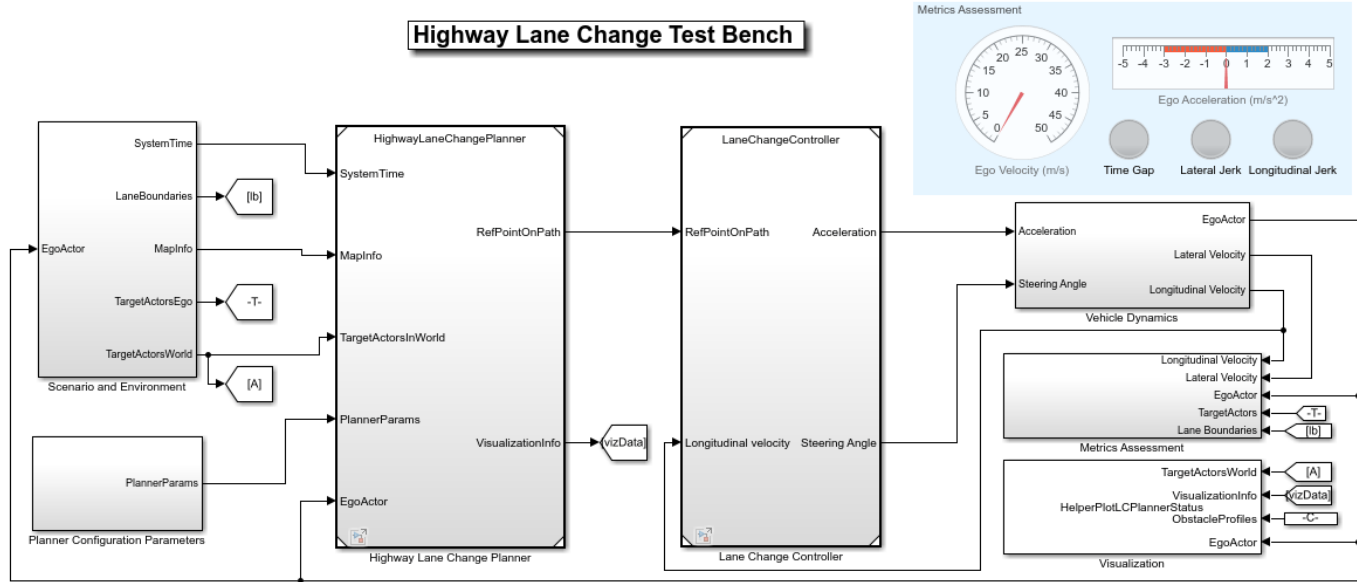 Highway Lane Change Test Bench
Metrics Assessment
0
5
10
15
20
25
30
35
40
45
50
Ego Velocity (m/s)
-5 -4 -3 -2 -1 0 1 2 3 4 5
Ego Acceleration (m/s^2)
Time Gap
Lateral Jerk
Longitudinal Jerk
SystemTime
LaneBoundaries
[lb]
EgoActor
MapInfo
TargetActorsEgo
-T-
TargetActorsWorld
[A]
Scenario and Environment
PlannerParams
Planner Configuration Parameters
HighwayLaneChangePlanner
SystemTime
RefPointOnPath
MapInfo
TargetActorsInWorld
PlannerParams
VisualizationInfo
[vizData]
EgoActor
Highway Lane Change Planner
LaneChangeController
RefPointOnPath
Acceleration
Longitudinal velocity
Steering Angle
Lane Change Controller
EgoActor
Acceleration
Lateral Velocity
Steering Angle
Longitudinal Velocity
Vehicle Dynamics
Longitudinal Velocity
Lateral Velocity
EgoActor
TargetActors
-T-
Lane Boundaries
[lb]
Metrics Assessment
TargetActorsWorld
[A]
VisualizationInfo
[vizData]
HelperPlotLCPlannerStatus
ObstacleProfiles
-C-
EgoActor
Visualization